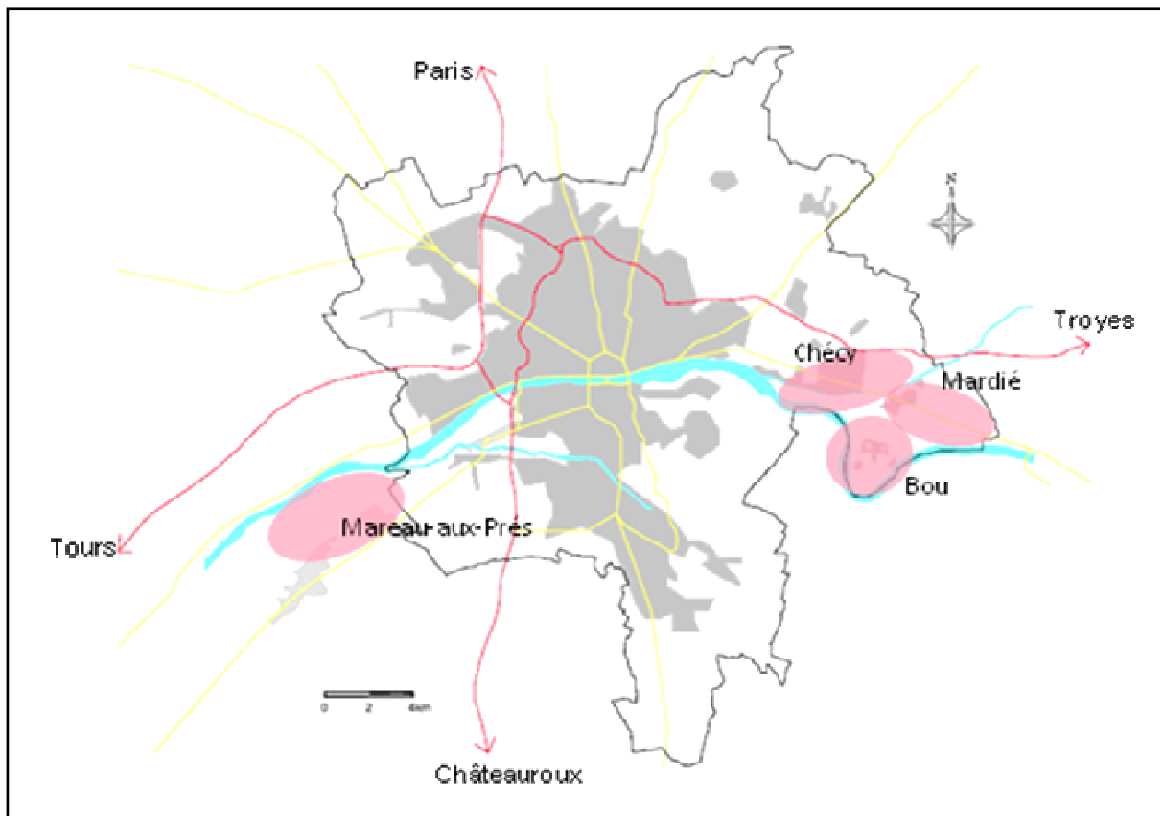 Paris
N
Troyes
Chécy
Mardié
Bou
Mareau-aux-Prés
Tours
0 2 4km
Châteauroux